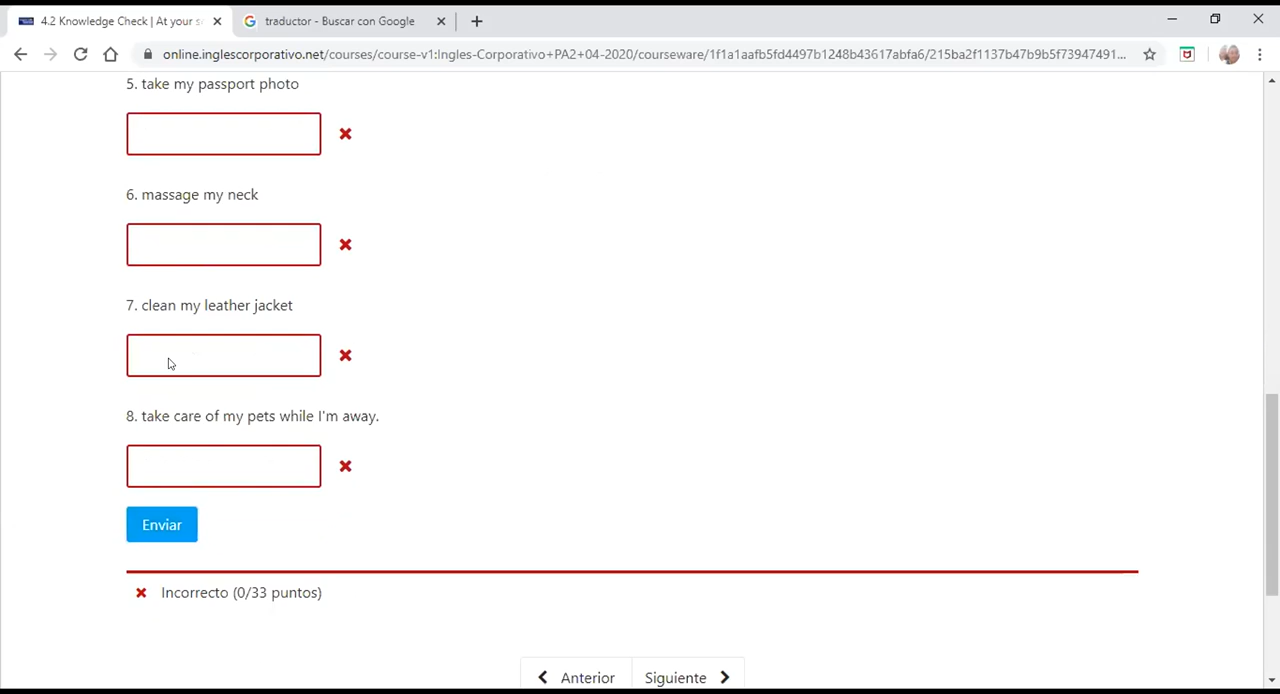 4.2 Knowledge Check | At your s
traductor - Buscar con Google
online.inglescorporativo.net/courses/course-v1:Ingles-Corporativo+PA2+04-2020/courseware/1f1a1aafb5fd4497b1248b43617abfa6/215ba2f1137b47b9b5f73947491...
5. take my passport photo
6. massage my neck
7. clean my leather jacket
8. take care of my pets while I'm away.
Enviar
Incorrecto (0/33 puntos)
Anterior Siguiente